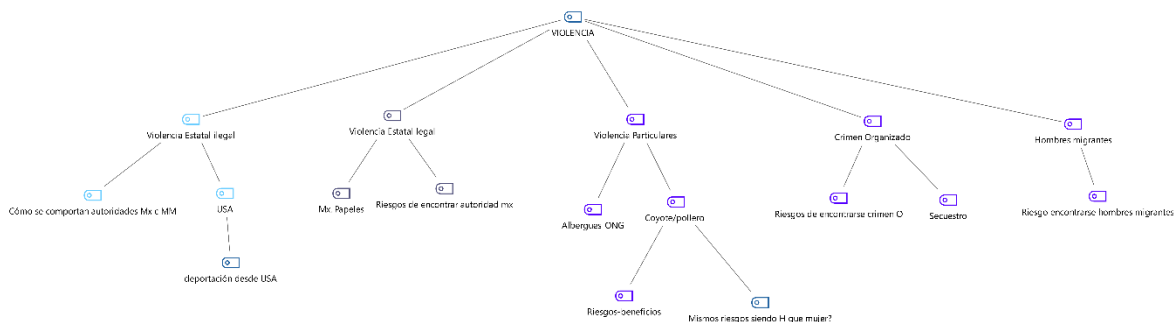 VIOLENCIA
Violencia Estatal ilegal
Violencia Estatal legal
Violencia Particulares
Crimen Organizado
Hombres migrantes
Cómo se comportan autoridades Mx c MM
USA
Mx. Papeles
Riesgos de encontrar autoridad mx
Albergues ONG
Coyote/pollero
Riesgos de encontrarse crimen O
Secuestro
Riesgo encontrarse hombres migrantes
deportación desde USA
Riesgos-beneficios
Mismos riesgos siendo H que mujer?